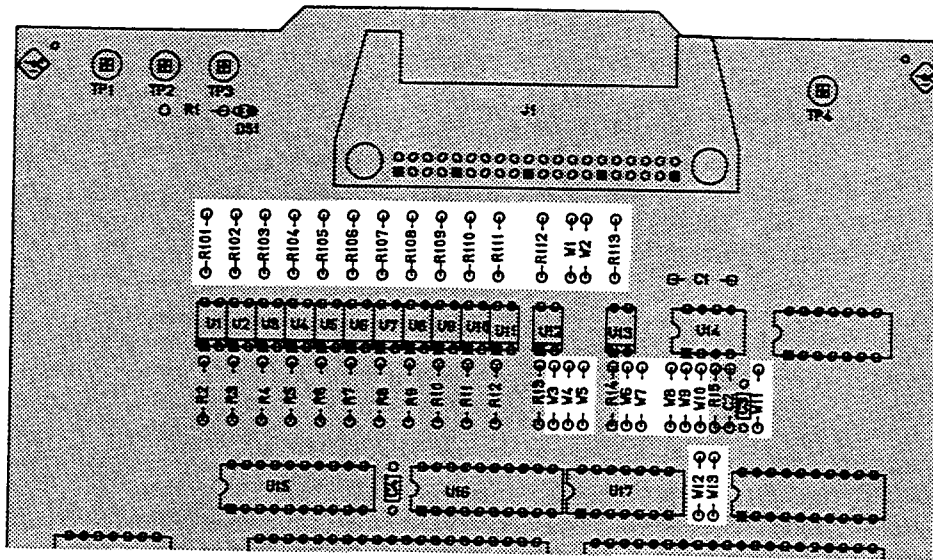 TP1 TP2 TP3 TP4
R1
DS1
J1
R101 R102 R103 R104 R105 R106 R107 R108 R109 R110 R111 R112 W1 W2 R113
C1
U1 U2 U3 U4 U5 U6 U7 U8 U9 U10 U11 U12 U13 U14
R2 R3 R4 R5 R6 R7 R8 R9 R10 R11 R12 R13 W3 W4 W5 R14 W6 W7 W8 W9 W10 R15 W11
U15 U16 U17 W12 W13